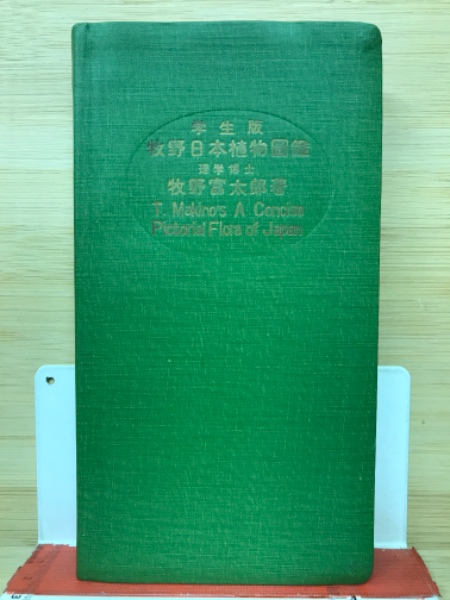 学生版
牧野日本植物圖鑑
理学博士
牧野富太郎著
T. Makino's A Concise
Pictorial Flora of Japan